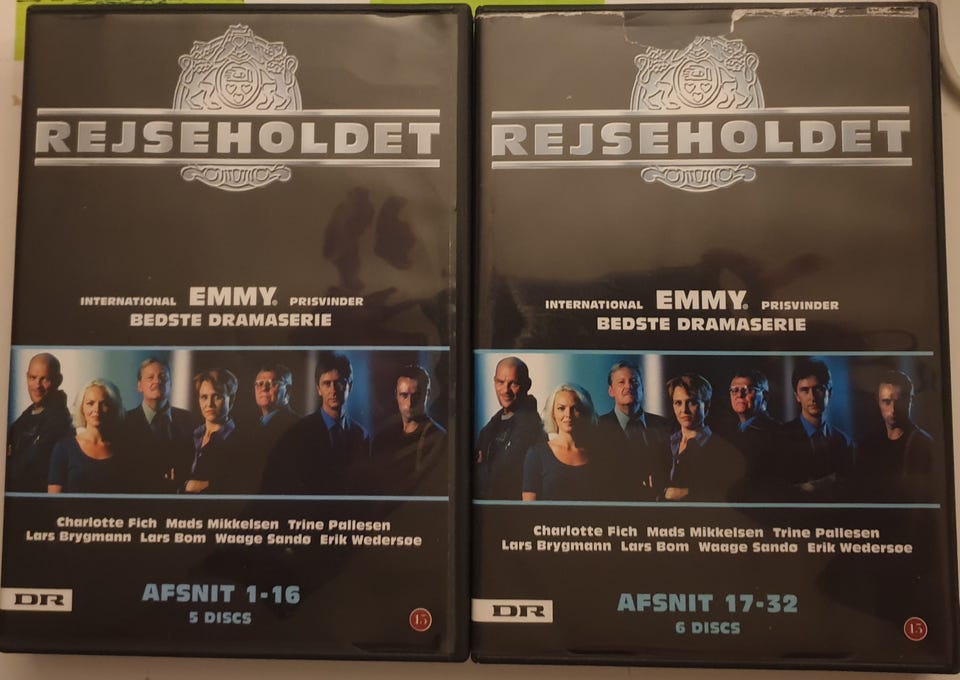 REJSEHOLDET
INTERNATIONAL EMMY® PRISVINDER
BEDSTE DRAMASERIE
Charlotte Fich Mads Mikkelsen Trine Pallesen
Lars Brygmann Lars Bom Waage Sandø Erik Wedersøe
AFSNIT 1-16
5 DISCS
DR
15
REJSEHOLDET
INTERNATIONAL EMMY® PRISVINDER
BEDSTE DRAMASERIE
Charlotte Fich Mads Mikkelsen Trine Pallesen
Lars Brygmann Lars Bom Waage Sandø Erik Wedersøe
AFSNIT 17-32
6 DISCS
DR
15